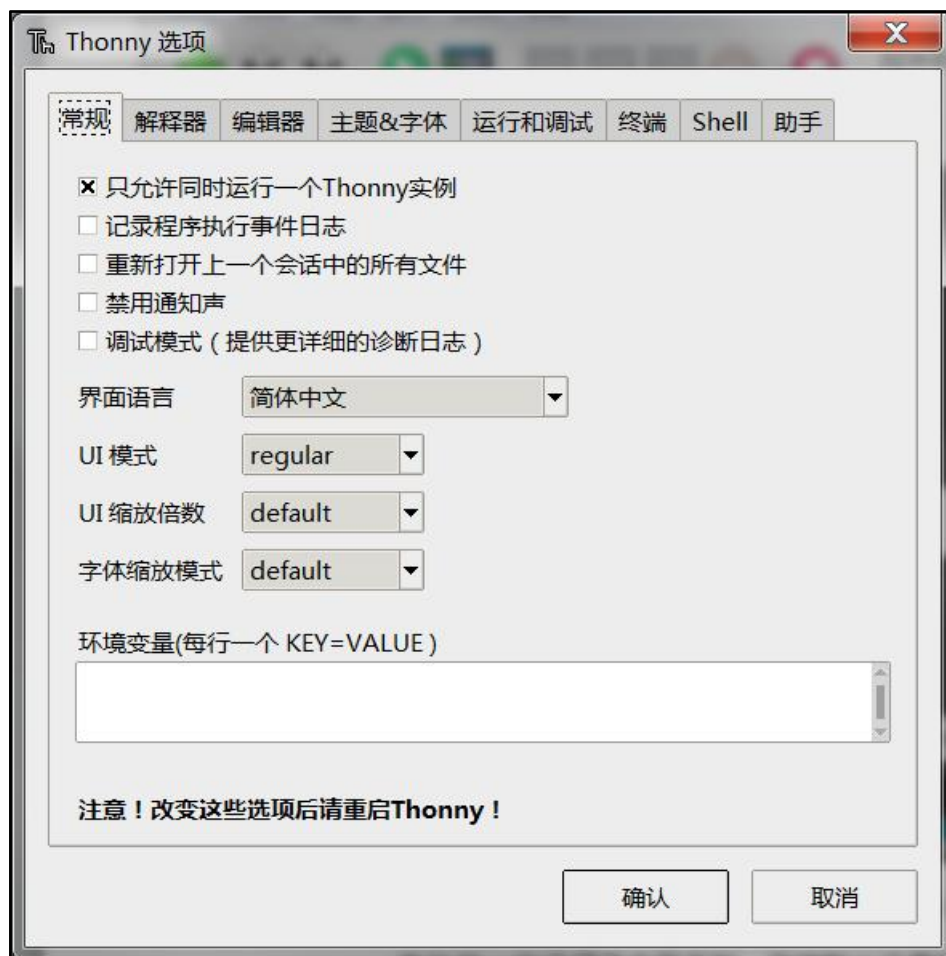 Thonny 选项
常规 解释器 编辑器 主题&字体 运行和调试 终端 Shell 助手
只允许同时运行一个Thonny实例
记录程序执行事件日志
重新打开上一个会话中的所有文件
禁用通知声
调试模式（提供更详细的诊断日志）
界面语言 简体中文
UI 模式 regular
UI 缩放倍数 default
字体缩放模式 default
环境变量(每行一个 KEY=VALUE）
注意！改变这些选项后请重启Thonny！
确认 取消